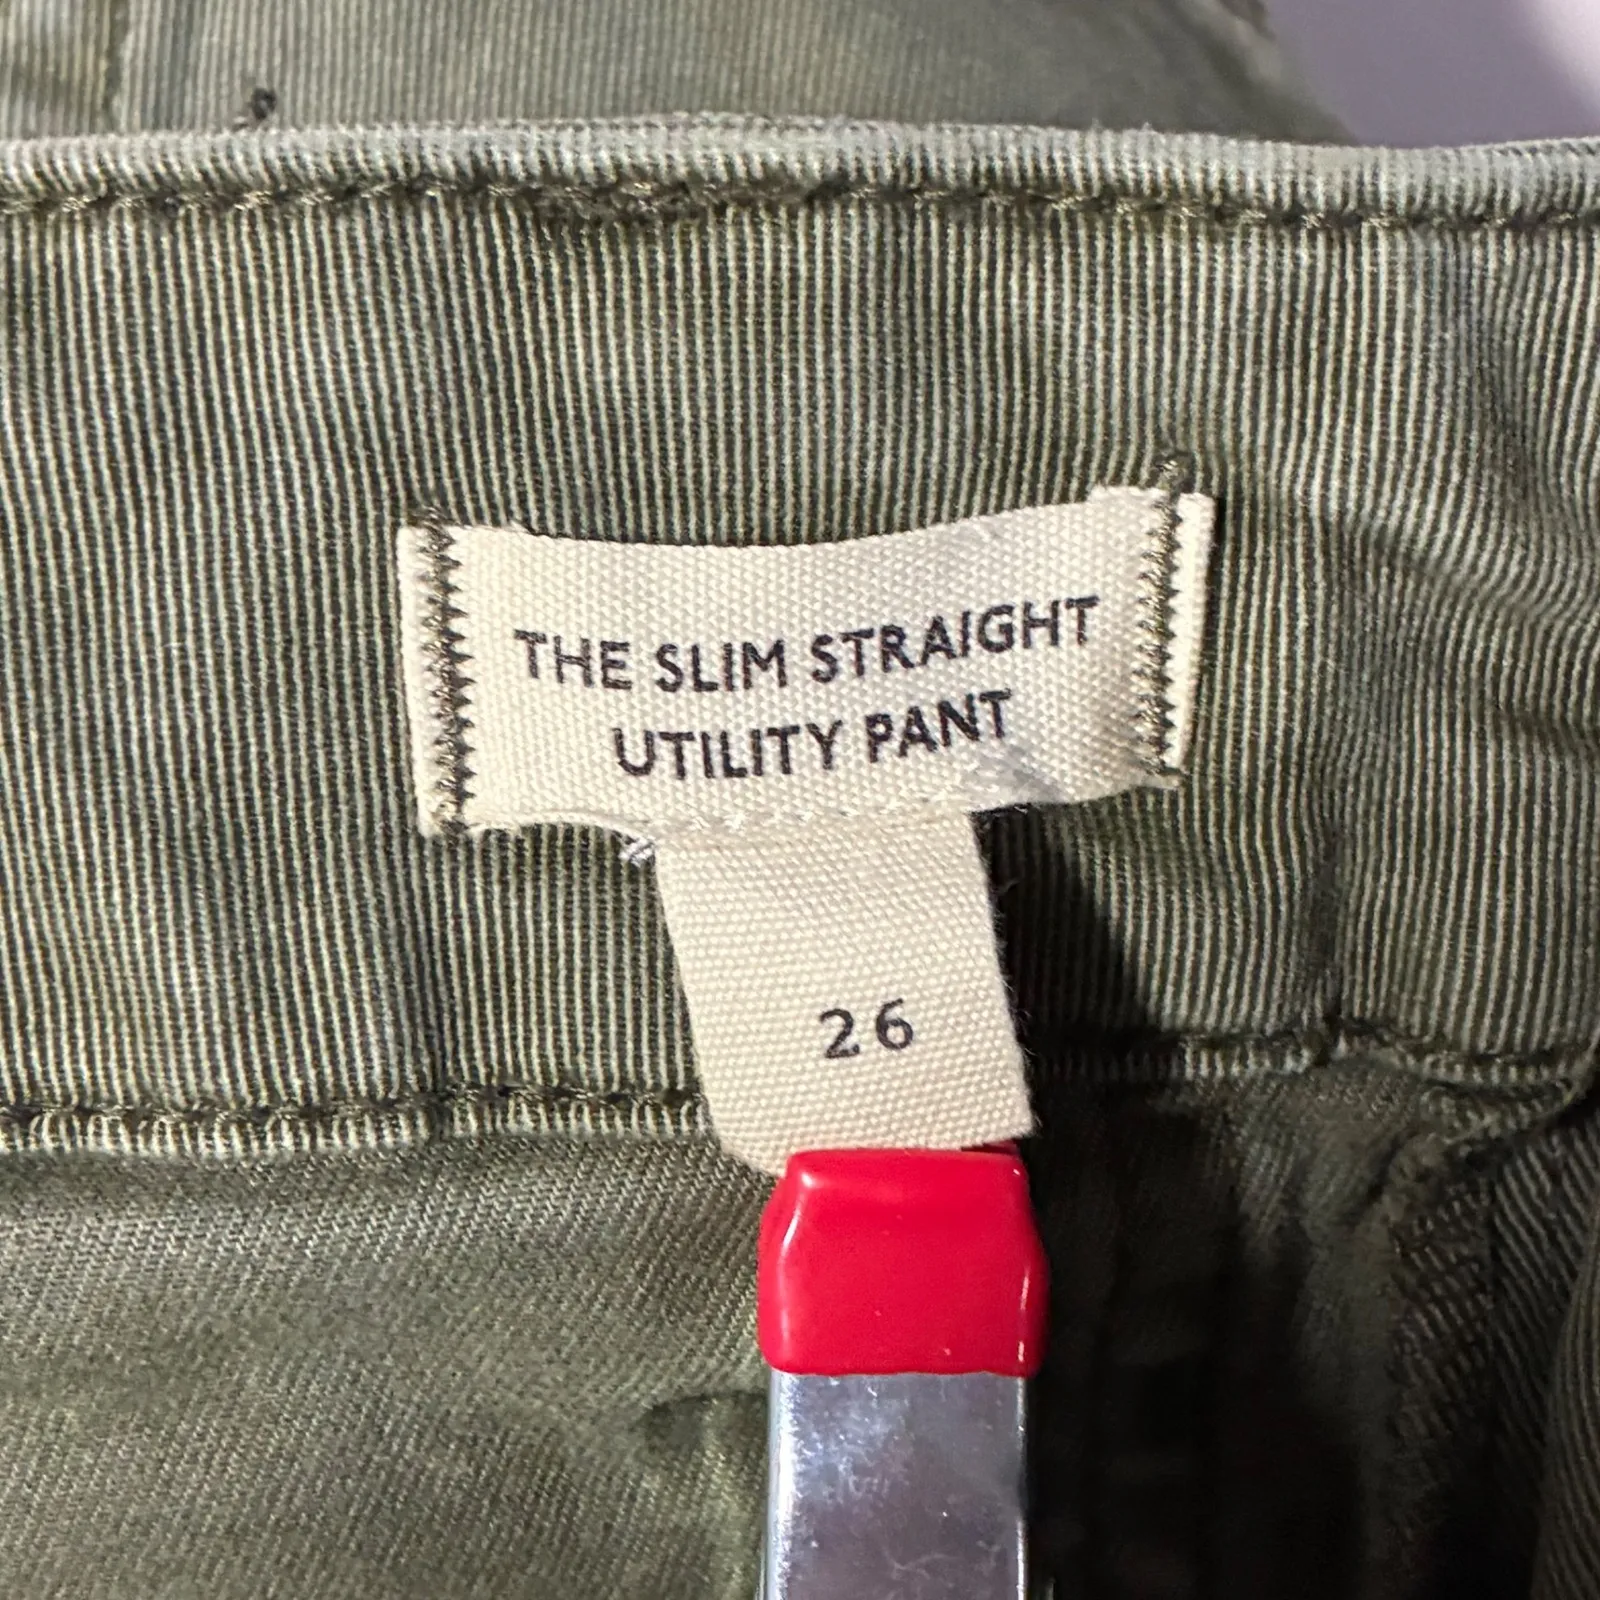 THE SLIM STRAIGHT
UTILITY PANT
26